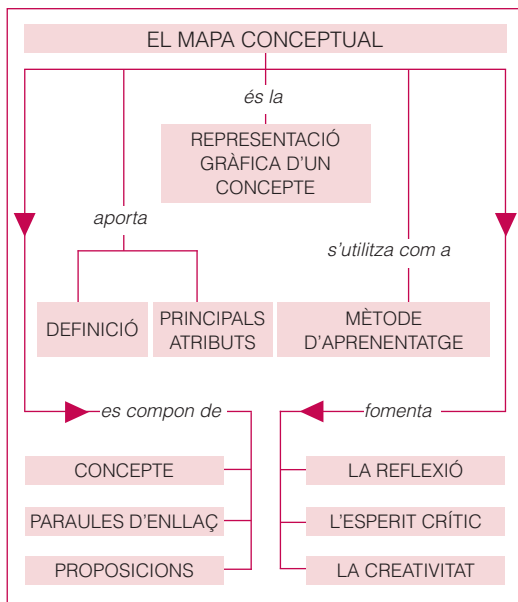 EL MAPA CONCEPTUAL
és la
REPRESENTACIÓ
GRÀFICA D'UN
CONCEPTE
aporta
s'utilitza com a
DEFINICIÓ
PRINCIPALS
ATRIBUTS
MÈTODE
D'APRENENTATGE
es compon de
CONCEPTE
PARAULES D'ENLLAÇ
PROPOSICIONS
fomenta
LA REFLEXIÓ
L'ESPERIT CRÍTIC
LA CREATIVITAT